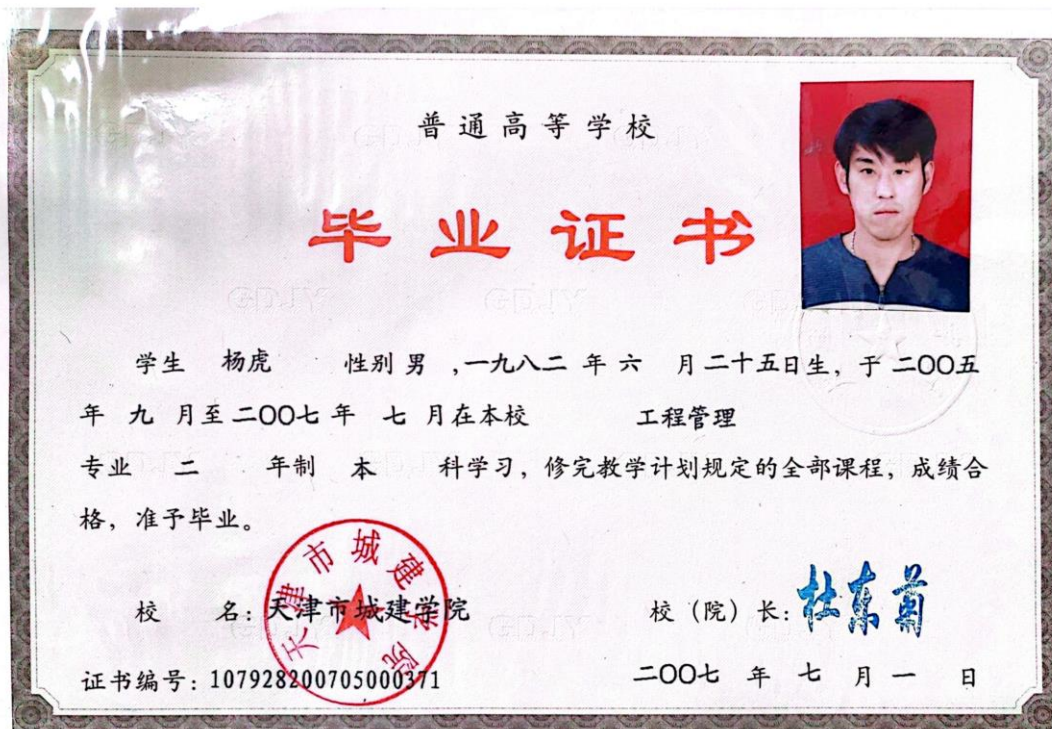 普通高等学校
毕业证书
学生 杨虎 性别 男 ,一九八二 年 六 月 二十五日生, 于 二OO五
年 九 月至 二OO七 年 七 月在本校 工程管理
专业 二 年制 本 科学习, 修完教学计划规定的全部课程, 成绩合
格, 准予毕业。
天津市城建学院
校 名: 天津市城建学院
校 (院) 长: 杜东菊
证书编号: 107928200705000371
二OO七 年 七 月 一 日
GDJY GDJY GDJY